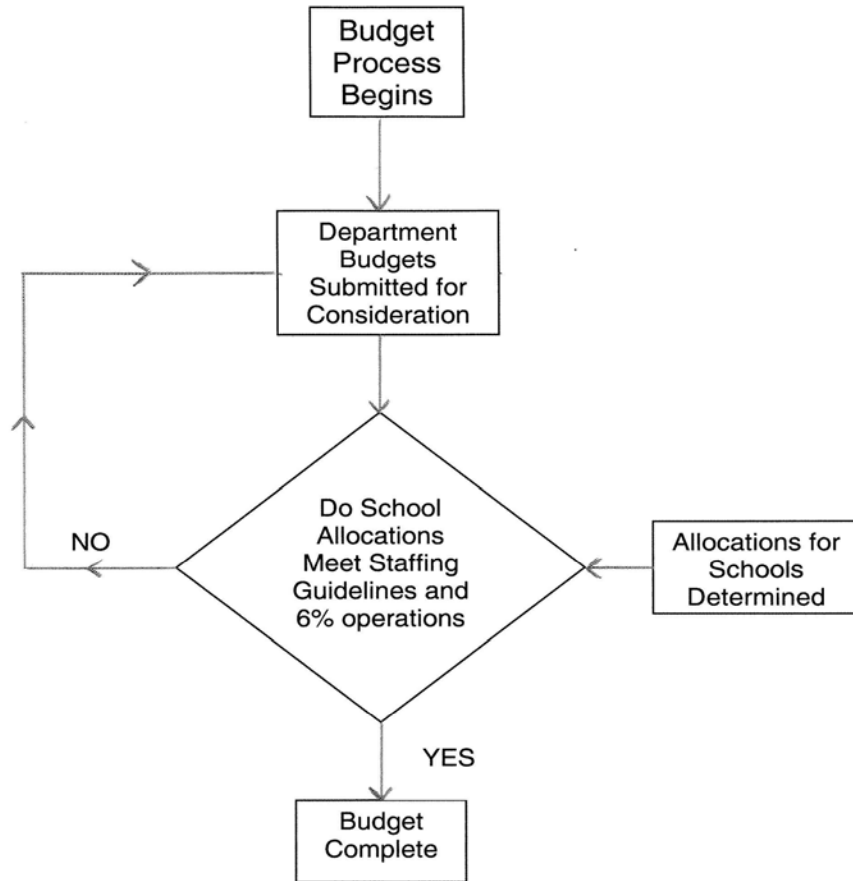 Budget
Process
Begins
Department
Budgets
Submitted for
Consideration
Do School
Allocations
Meet Staffing
Guidelines and
6% operations
NO
Allocations for
Schools
Determined
YES
Budget
Complete